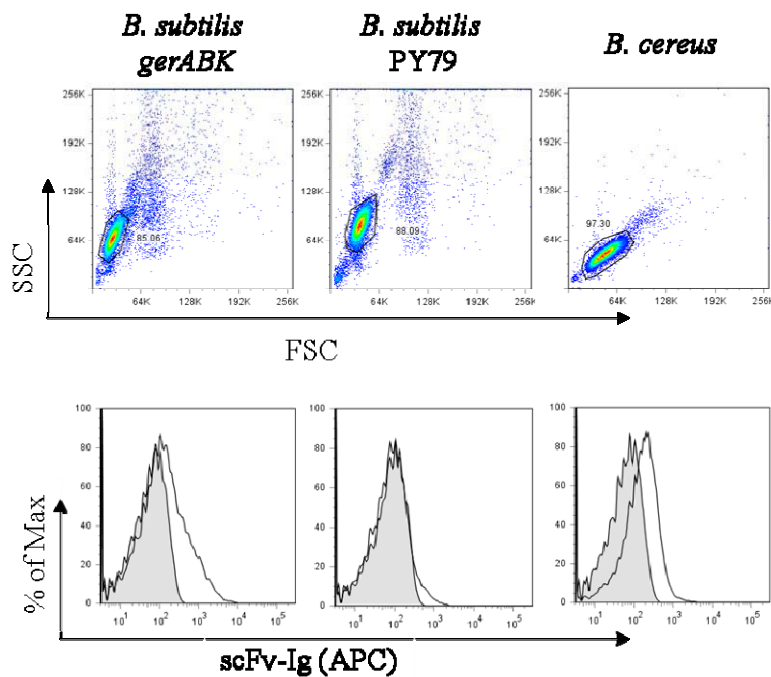 B. subtilis
gerABK
B. subtilis
PY79
B. cereus
256K
192K
128K
64K
85.06
64K 128K 192K 256K
256K
192K
128K
64K
88.09
64K 128K 192K 256K
256K
192K
128K
64K
97.30
64K 128K 192K 256K
SSC
FSC
100
80
60
40
20
0
10¹ 10² 10³ 10⁴ 10⁵
100
80
60
40
20
0
10¹ 10² 10³ 10⁴ 10⁵
100
80
60
40
20
0
10¹ 10² 10³ 10⁴ 10⁵
% of Max
scFv-Ig (APC)